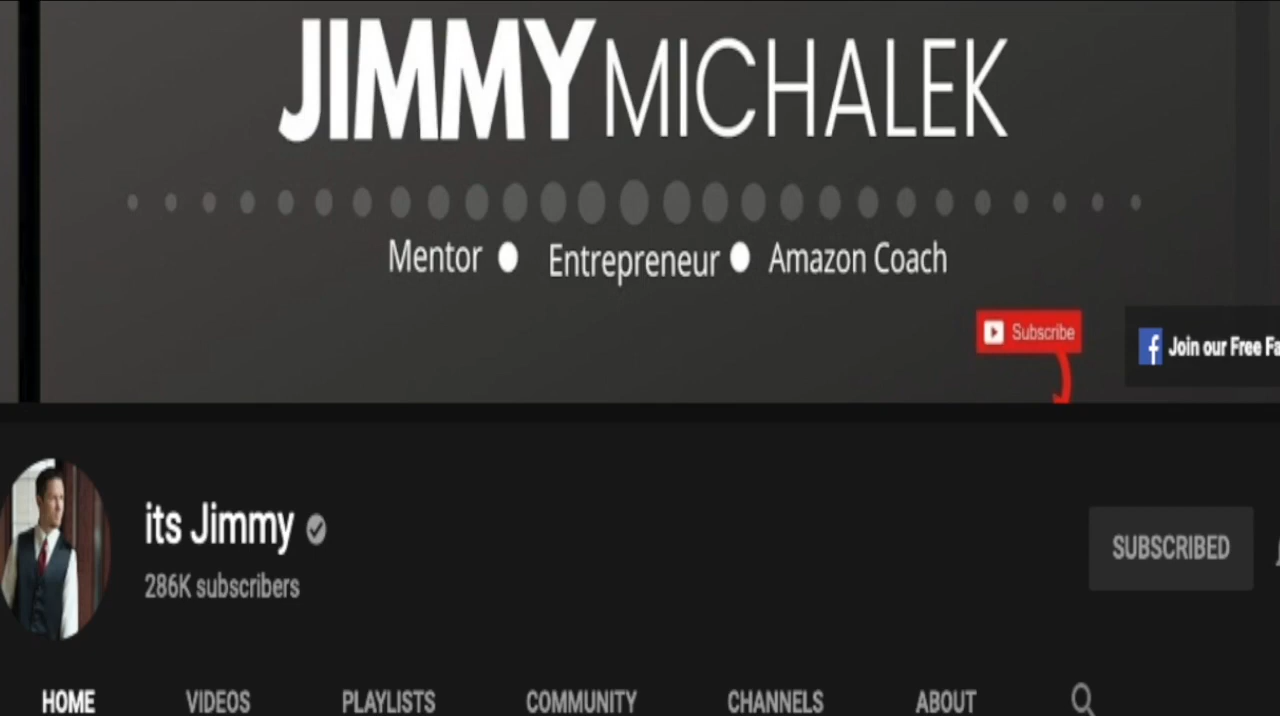 JIMMY MICHALEK
Mentor ● Entrepreneur ● Amazon Coach
Subscribe
Join our Free Fa
its Jimmy
286K subscribers
SUBSCRIBED
HOME VIDEOS PLAYLISTS COMMUNITY CHANNELS ABOUT